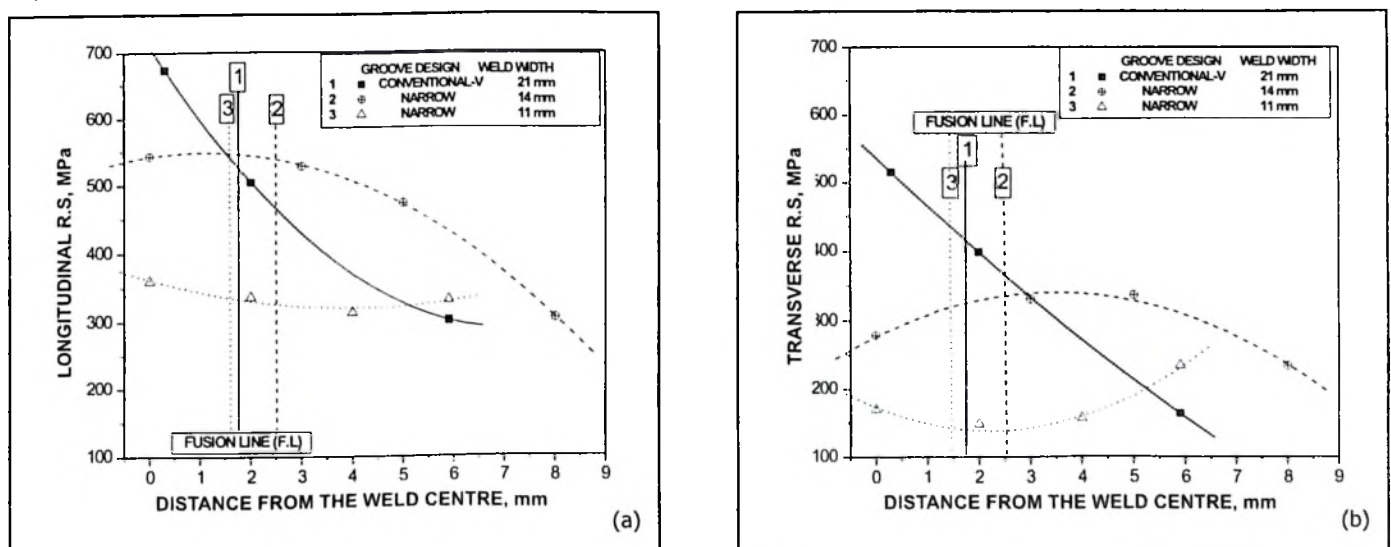 700
600
500
400
300
200
100
LONGITUDINAL R.S, MPa
GROOVE DESIGN WELD WIDTH
1 CONVENTIONAL-V 21 mm
2 NARROW 14 mm
3 NARROW 11 mm
1
3
2
FUSION LINE (F.L)
0 1 2 3 4 5 6 7 8 9
DISTANCE FROM THE WELD CENTRE, mm
(a)
700
600
500
400
300
200
100
TRANSVERSE R.S, MPa
GROOVE DESIGN WELD WIDTH
1 CONVENTIONAL-V 21 mm
2 NARROW 14 mm
3 NARROW 11 mm
FUSION LINE (F.L)
1
3
2
0 1 2 3 4 5 6 7 8 9
DISTANCE FROM THE WELD CENTRE, mm
(b)